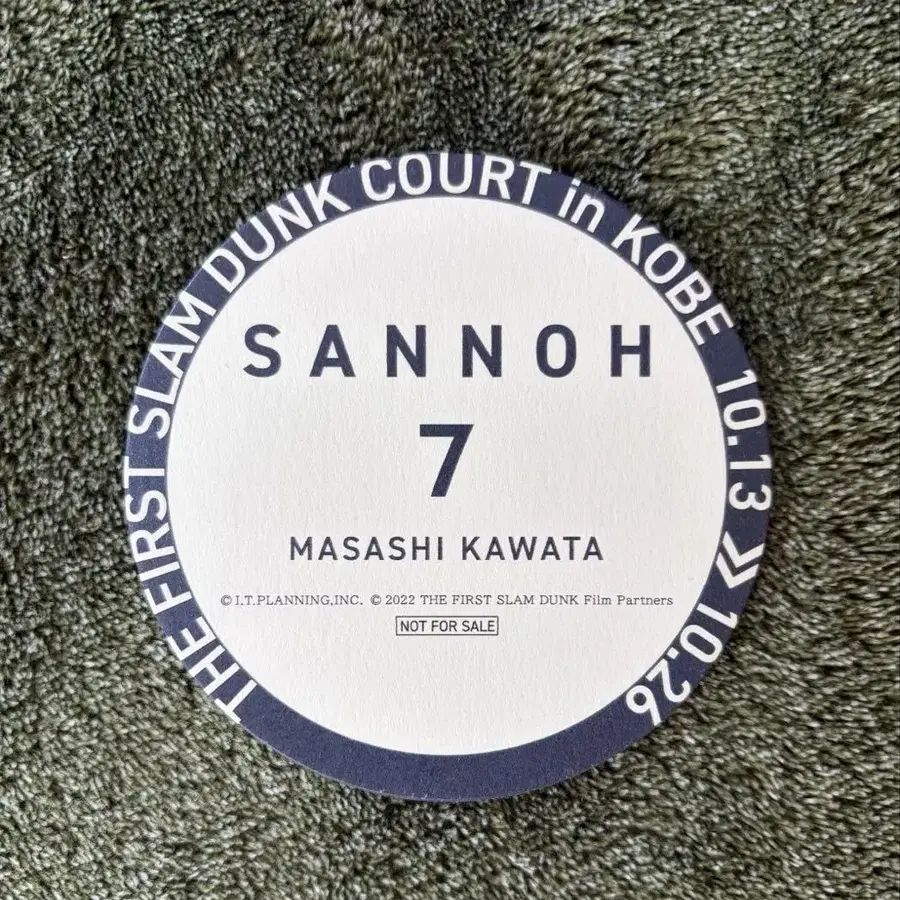 THE FIRST SLAM DUNK COURT in KOBE 10.13 >> 10.26
SANNOH
7
MASASHI KAWATA
© I.T.PLANNING,INC. © 2022 THE FIRST SLAM DUNK Film Partners
NOT FOR SALE